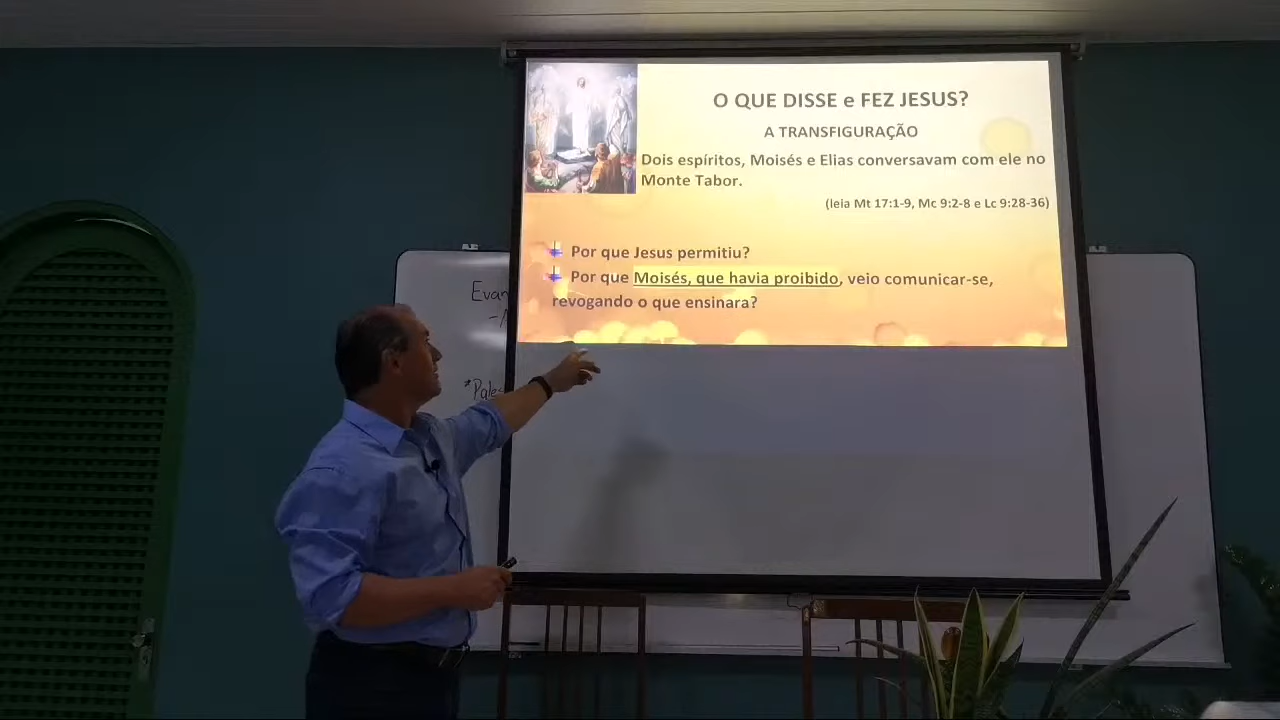 O QUE DISSE e FEZ JESUS?
A TRANSFIGURAÇÃO
Dois espíritos, Moisés e Elias conversavam com ele no
Monte Tabor.
(leia Mt 17:1-9, Mc 9:2-8 e Lc 9:28-36)
Por que Jesus permitiu?
Por que Moisés, que havia proibido, veio comunicar-se,
revogando o que ensinara?
Evan
-A
*Pales